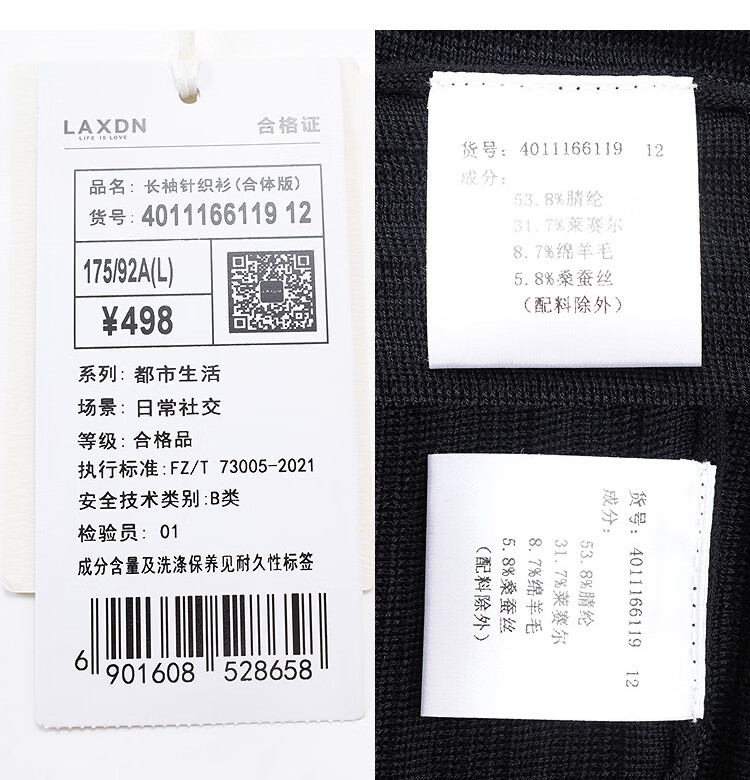 LAXDN
LIFE IS LOVE
合格证
品名: 长袖针织衫(合体版)
货号: 4011166119 12
175/92A(L)
¥498
LAXDN
系列: 都市生活
场景: 日常社交
等级: 合格品
执行标准:FZ/T 73005-2021
安全技术类别:B类
检验员: 01
成分含量及洗涤保养见耐久性标签
6 901608 528658
货号: 4011166119 12
成分:
53.8%腈纶
31.7%莱赛尔
8.7%绵羊毛
5.8%桑蚕丝
(配料除外)
货号: 4011166119 12
成分:
53.8%腈纶
31.7%莱赛尔
8.7%绵羊毛
5.8%桑蚕丝
(配料除外)